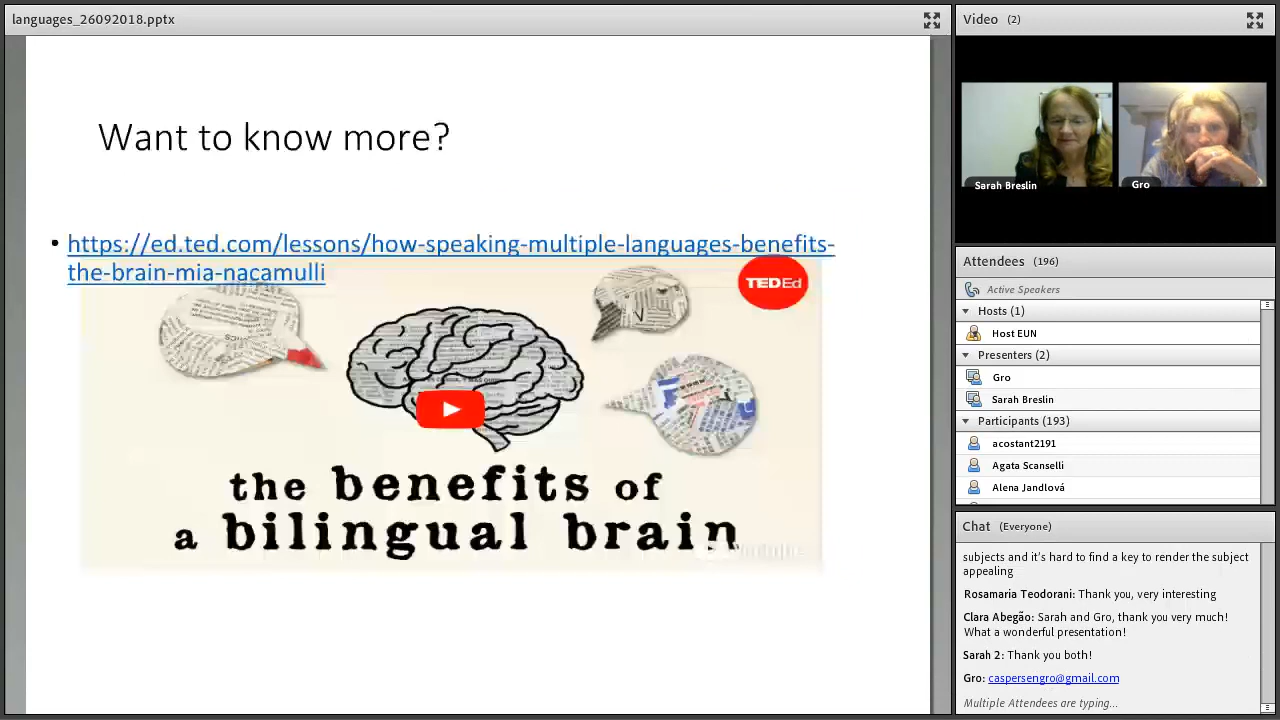 languages_26092018.pptx
Want to know more?
• https://ed.ted.com/lessons/how-speaking-multiple-languages-benefits-
the-brain-mia-nacamulli
TEDEd
the benefits of
a bilingual brain
YouTube
Video (2)
Sarah Breslin
Gro
Attendees (196)
Active Speakers
Hosts (1)
Host EUN
Presenters (2)
Gro
Sarah Breslin
Participants (193)
acostant2191
Agata Scanselli
Alena Jandlová
Chat (Everyone)
subjects and it's hard to find a key to render the subject
appealing
Rosamaria Teodorani: Thank you, very interesting
Clara Abegão: Sarah and Gro, thank you very much!
What a wonderful presentation!
Sarah 2: Thank you both!
Gro: caspersengro@gmail.com
Multiple Attendees are typing...